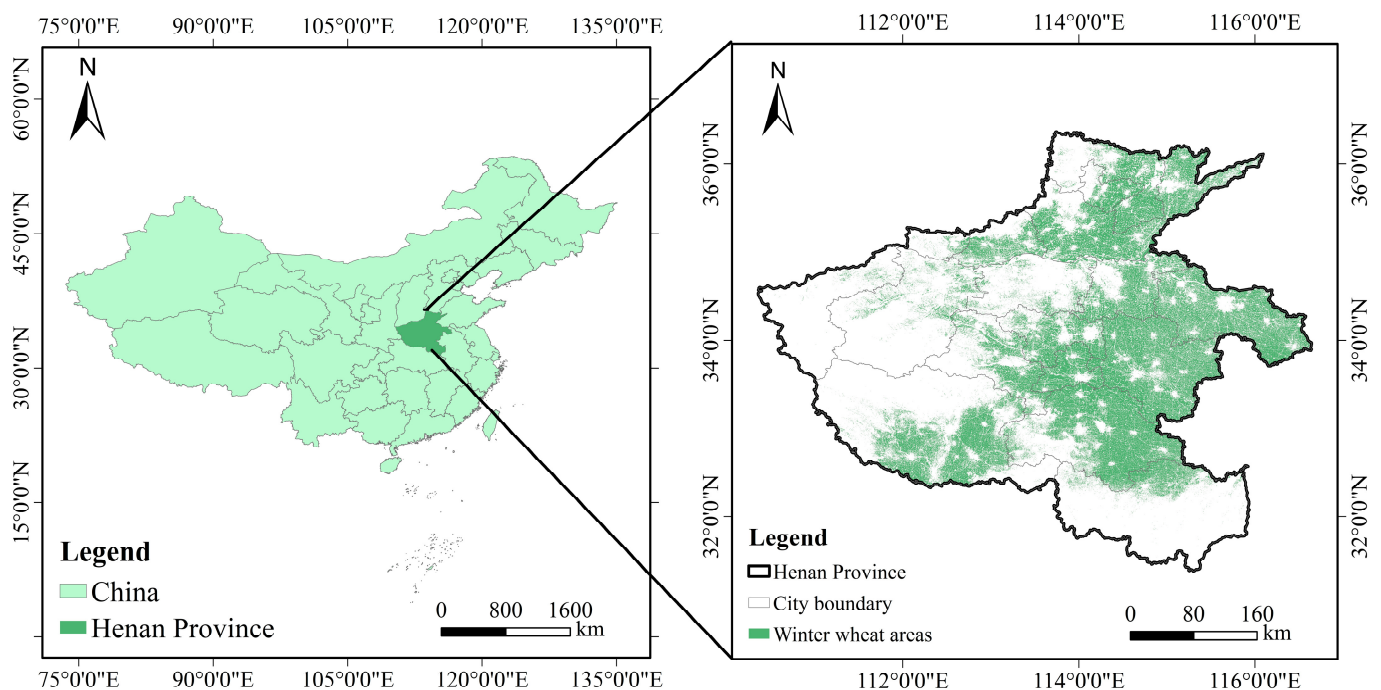 75°0'0"E 90°0'0"E 105°0'0"E 120°0'0"E 135°0'0"E
N
60°0'0"N
45°0'0"N
30°0'0"N
15°0'0"N
Legend
China
Henan Province
0 800 1600
km
75°0'0"E 90°0'0"E 105°0'0"E 120°0'0"E 135°0'0"E
112°0'0"E 114°0'0"E 116°0'0"E
N
36°0'0"N 36°0'0"N
34°0'0"N 34°0'0"N
32°0'0"N 32°0'0"N
Legend
Henan Province
City boundary
Winter wheat areas
0 80 160
km
112°0'0"E 114°0'0"E 116°0'0"E